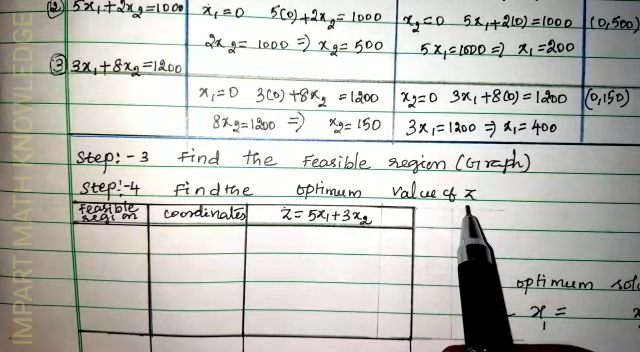 ② 5x₁+2x₂=1000 x₁=0 5(0)+2x₂=1000 x₂=0 5x₁+2(0)=1000 (0,500)
2x₂=1000 ⇒ x₂=500 5x₁=1000 ⇒ x₁=200
③ 3x₁+8x₂=1200
x₁=0 3(0)+8x₂=1200 x₂=0 3x₁+8(0)=1200 (0,150)
8x₂=1200 ⇒ x₂=150 3x₁=1200 ⇒ x₁=400
Step:-3 Find the Feasible region (Graph)
Step:-4 Find the optimum value of z
Feasible region coordinates z=5x₁+3x₂
optimum
x₁ =
IMPART MATH KNOWLEDGE